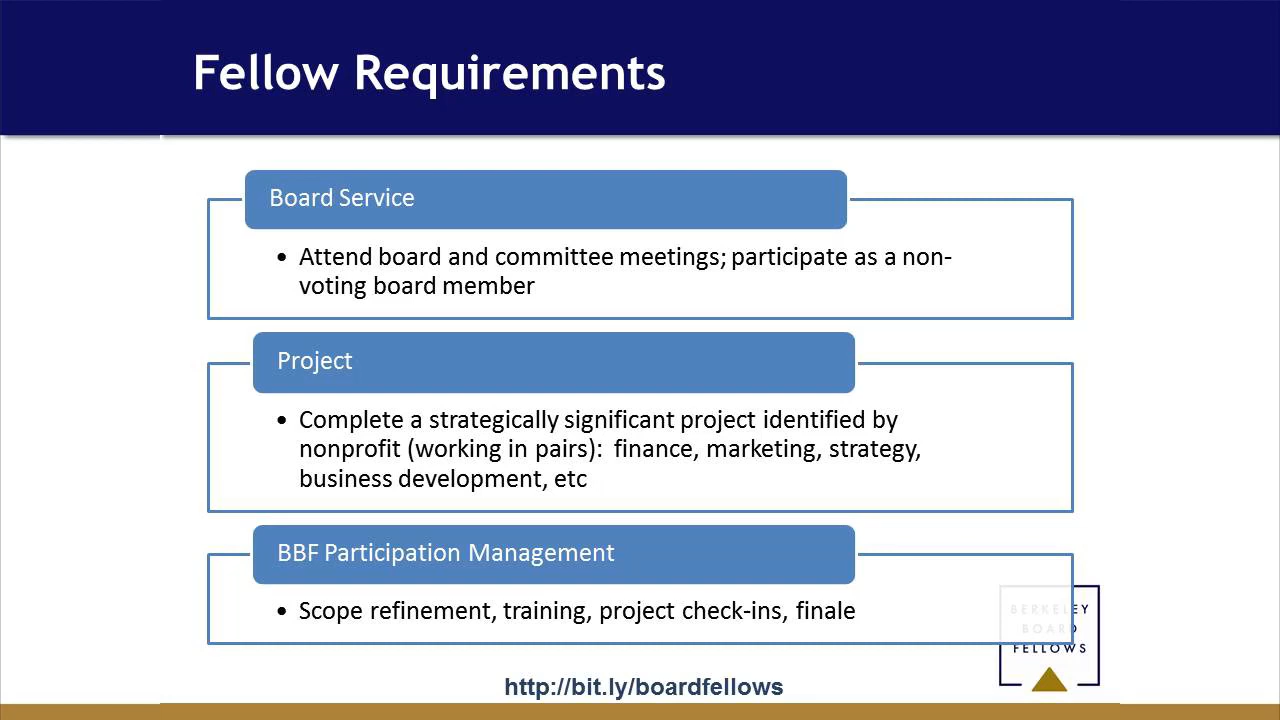 Fellow Requirements
Board Service
• Attend board and committee meetings; participate as a non-
voting board member
Project
• Complete a strategically significant project identified by
nonprofit (working in pairs):  finance, marketing, strategy,
business development, etc
BBF Participation Management
• Scope refinement, training, project check-ins, finale
BERKELEY
BOARD
FELLOWS
http://bit.ly/boardfellows